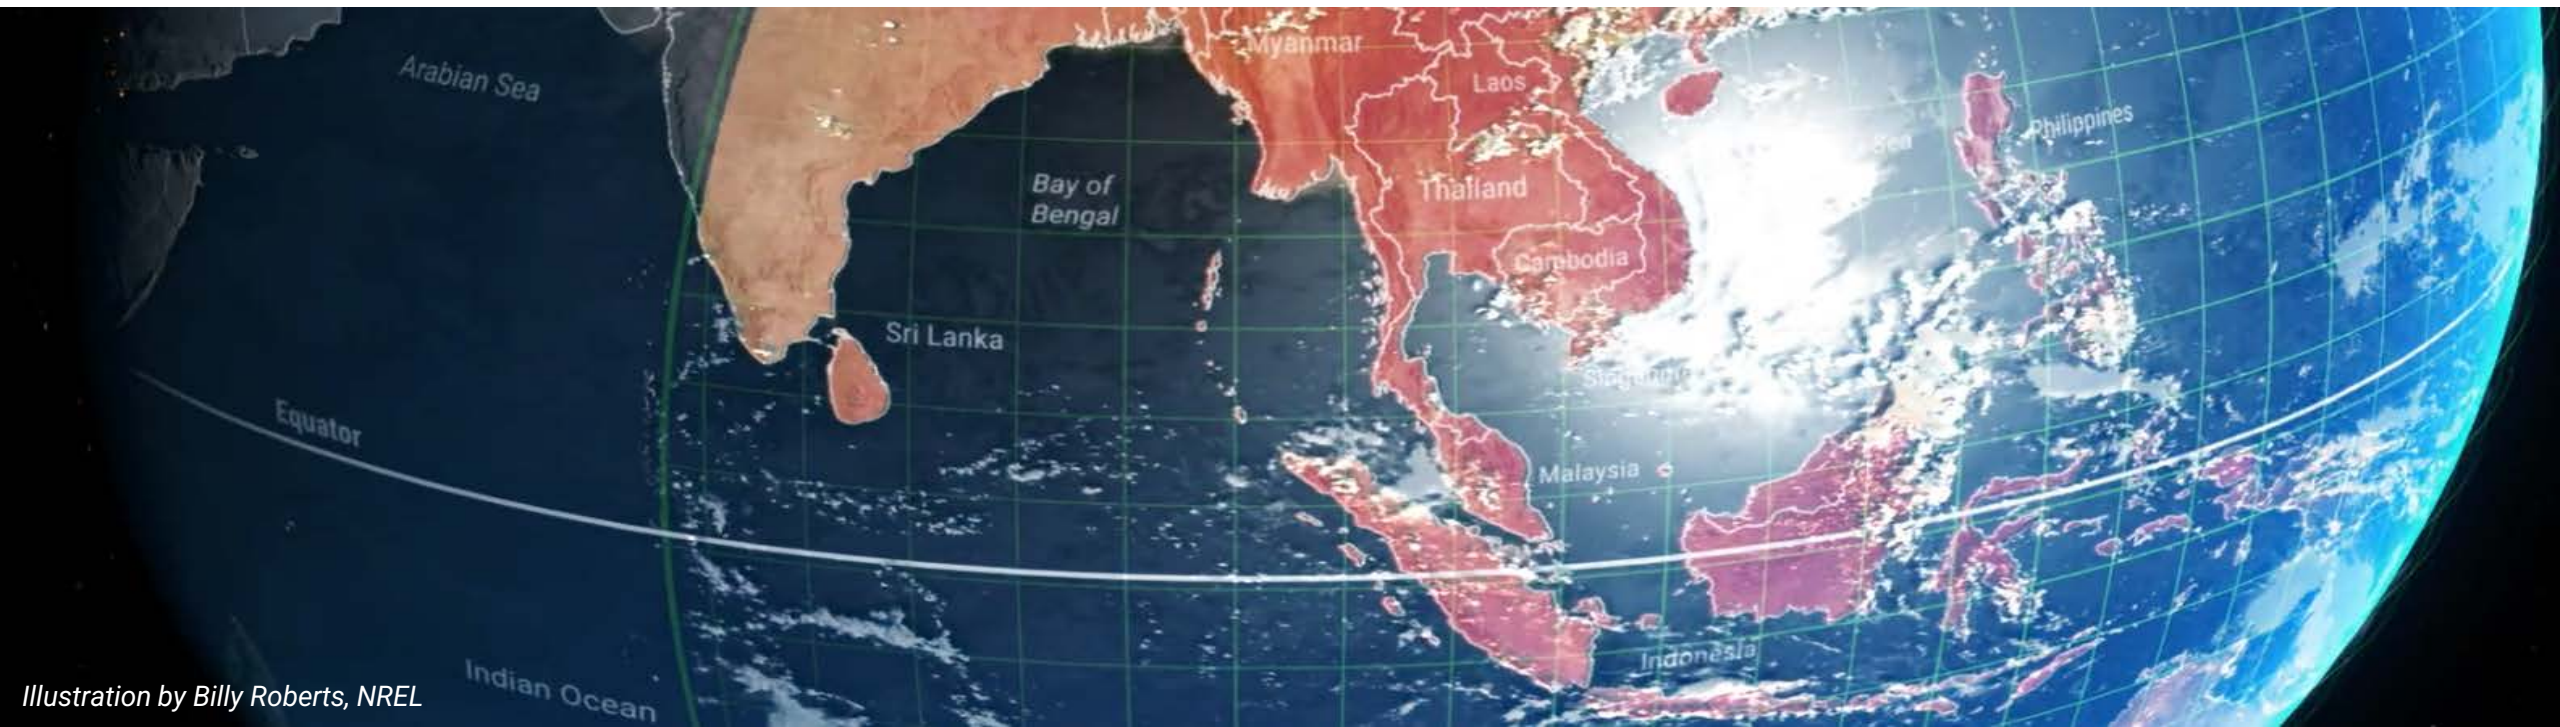 Myanmar
Arabian Sea
Laos
Philippines
Sea
Bay of
Bengal
Thailand
Cambodia
Sri Lanka
Equator
Malaysia
Indonesia
Indian Ocean
Illustration by Billy Roberts, NREL